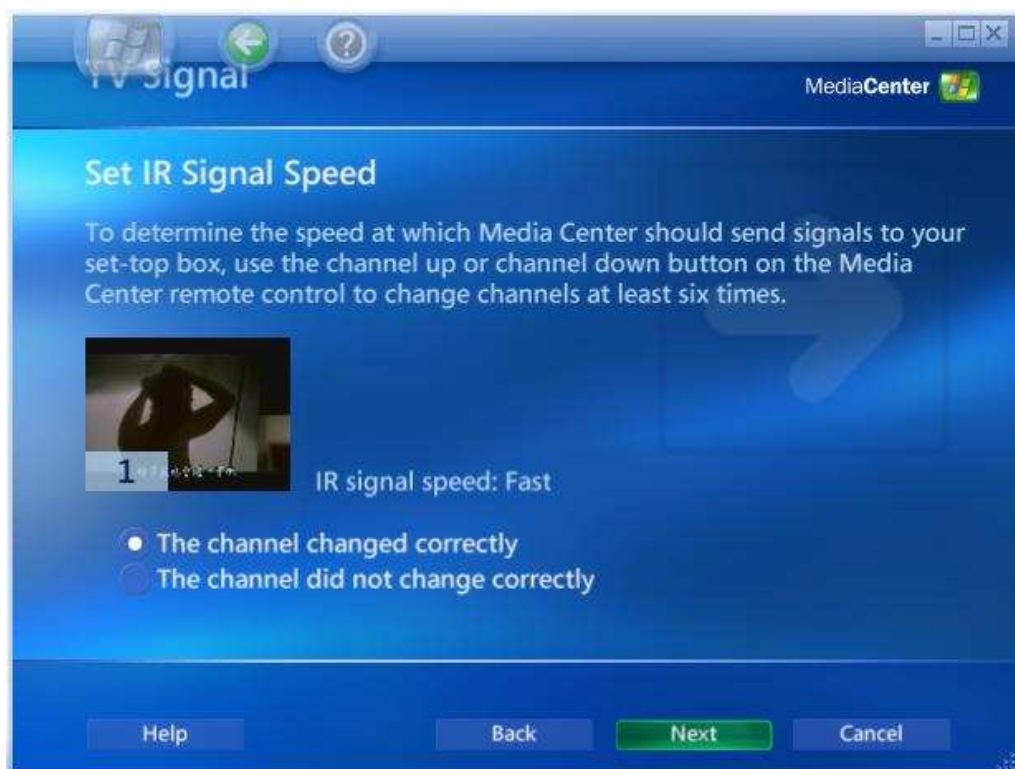 TV Signal
MediaCenter
Set IR Signal Speed
To determine the speed at which Media Center should send signals to your
set-top box, use the channel up or channel down button on the Media
Center remote control to change channels at least six times.
1
IR signal speed: Fast
The channel changed correctly
The channel did not change correctly
Help
Back
Next
Cancel